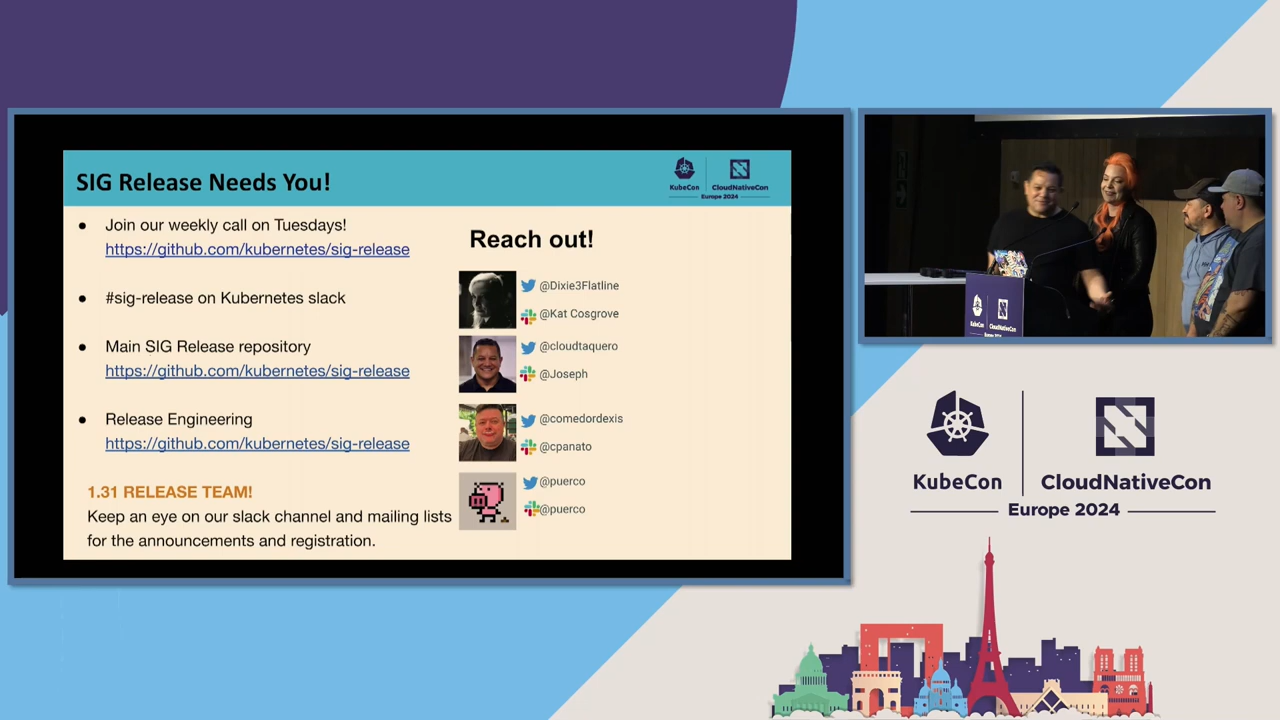 SIG Release Needs You!
KubeCon
CloudNativeCon
Europe 2024
Join our weekly call on Tuesdays!
https://github.com/kubernetes/sig-release
#sig-release on Kubernetes slack
Main SIG Release repository
https://github.com/kubernetes/sig-release
Release Engineering
https://github.com/kubernetes/sig-release
1.31 RELEASE TEAM!
Keep an eye on our slack channel and mailing lists
for the announcements and registration.
Reach out!
@Dixie3Flatline
@Kat Cosgrove
@cloudtaquero
@Joseph
@comedordexis
@cpanato
@puerco
@puerco
KubeCon
CloudNativeCon
KubeCon
CloudNativeCon
Europe 2024